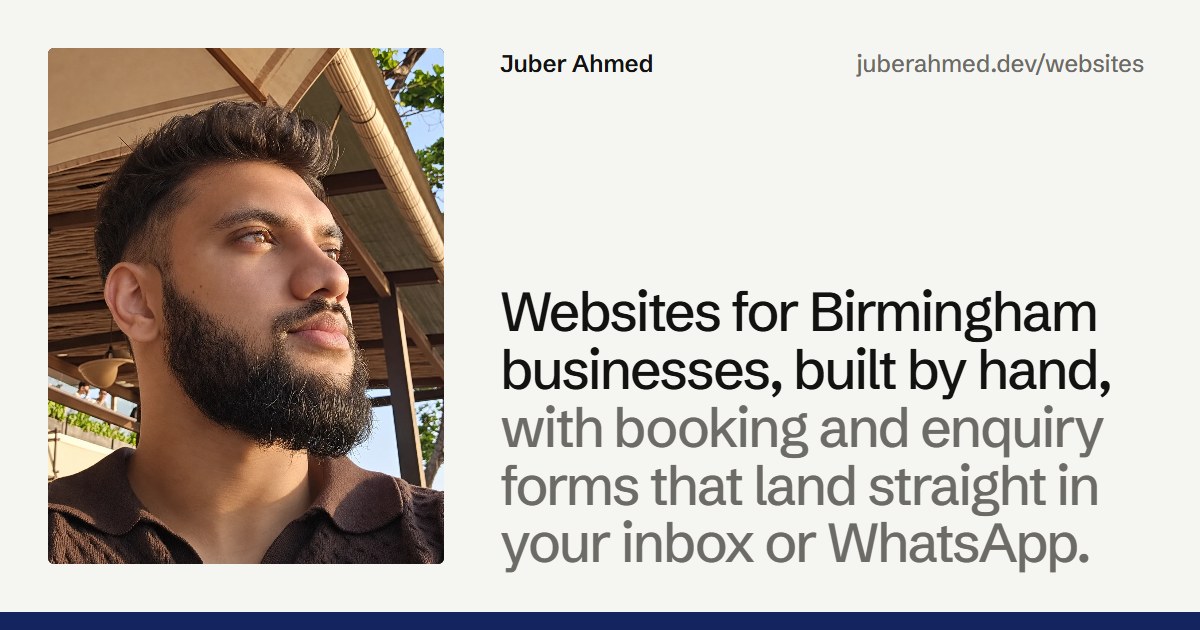 Juber Ahmed
juberahmed.dev/websites
Websites for Birmingham
businesses, built by hand,
with booking and enquiry
forms that land straight in
your inbox or WhatsApp.